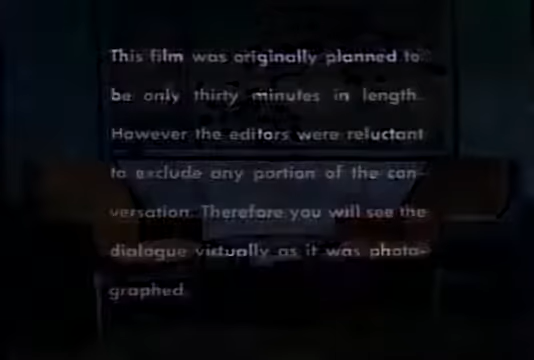 This film was originally planned to
be only thirty minutes in length.
However the editors were reluctant
to exclude any portion of the con-
versation. Therefore you will see the
dialogue virtually as it was photo-
graphed